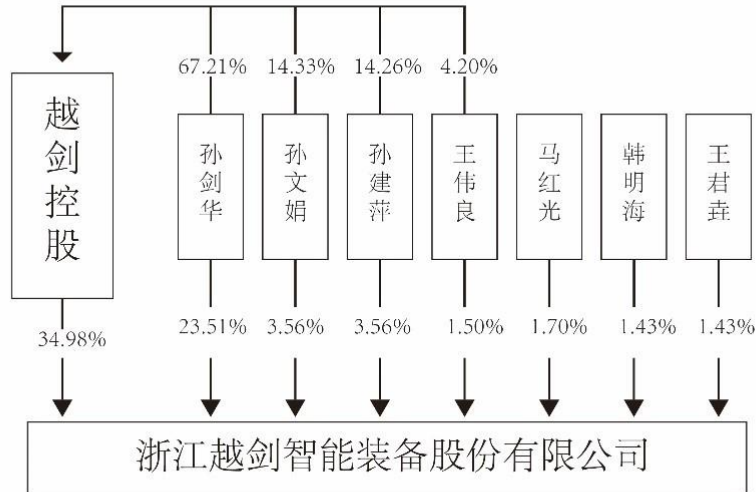 67.21%
14.33%
14.26%
4.20%
越剑控股
孙剑华
孙文娟
孙建萍
王伟良
马红光
韩明海
王君垚
34.98%
23.51%
3.56%
3.56%
1.50%
1.70%
1.43%
1.43%
浙江越剑智能装备股份有限公司